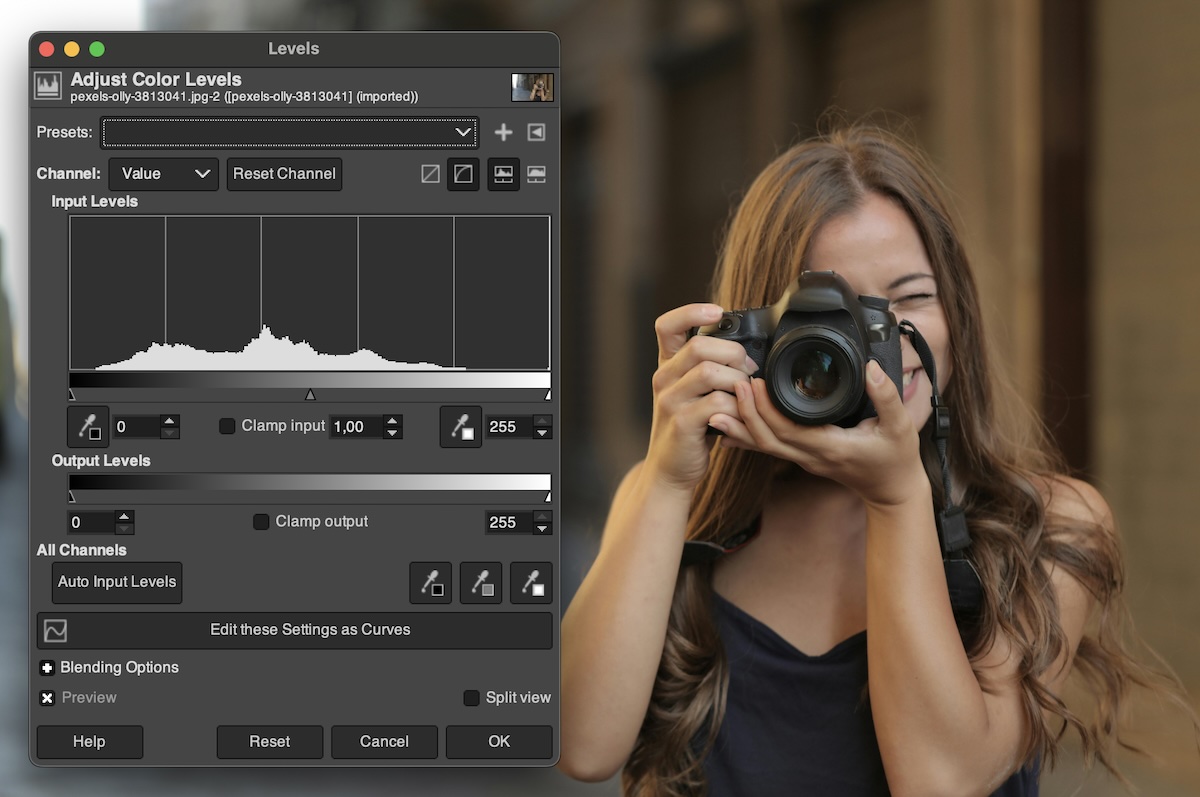 Levels
Adjust Color Levels
pexels-olly-3813041.jpg-2 ([pexels-olly-3813041] (imported))
Presets:
Channel: Value Reset Channel
Input Levels
0 Clamp input 1,00 255
Output Levels
0 Clamp output 255
All Channels
Auto Input Levels
Edit these Settings as Curves
Blending Options
Preview Split view
Help Reset Cancel OK